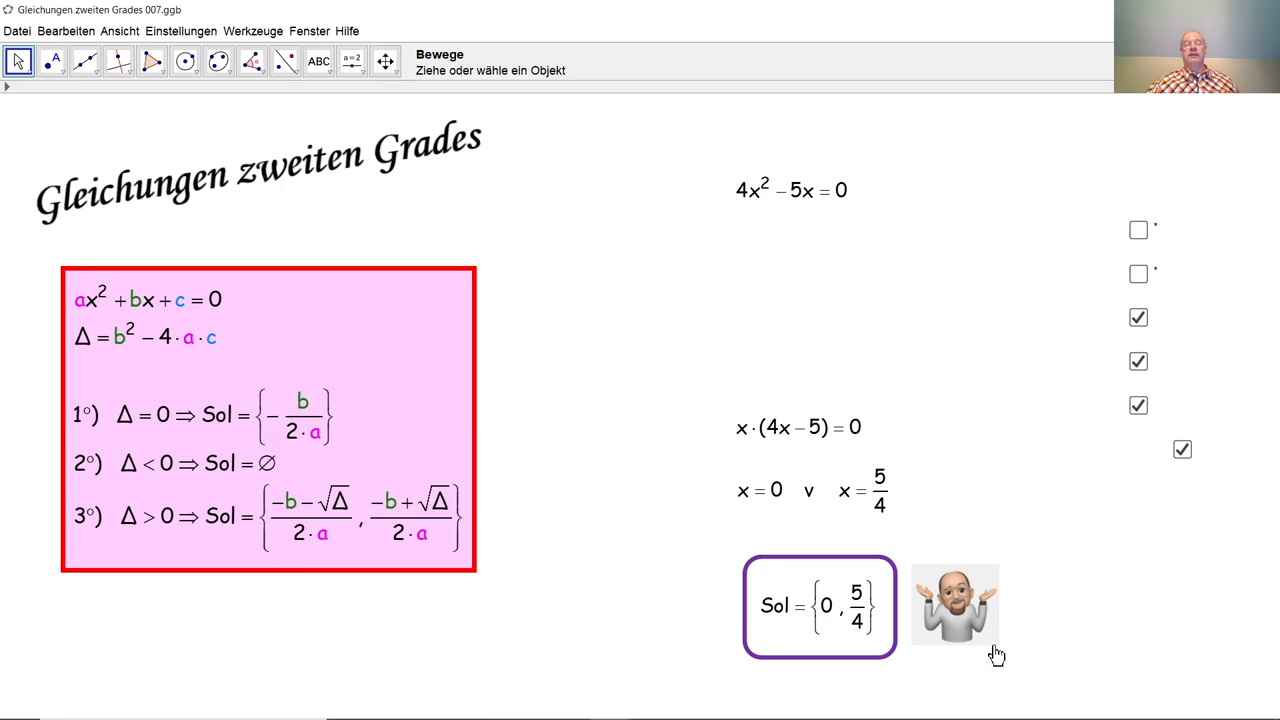 Gleichungen zweiten Grades 007.ggb
Datei Bearbeiten Ansicht Einstellungen Werkzeuge Fenster Hilfe
A ABC a=2
Bewege
Ziehe oder wähle ein Objekt
Gleichungen zweiten Grades
ax² + bx + c = 0
Δ = b² − 4·a·c
1°) Δ = 0 ⇒ Sol = {− b/(2·a)}
2°) Δ < 0 ⇒ Sol = ∅
3°) Δ > 0 ⇒ Sol = {(−b − √Δ)/(2·a) , (−b + √Δ)/(2·a)}
4x² − 5x = 0
x·(4x − 5) = 0
x = 0 v x = 5/4
Sol = {0 , 5/4}